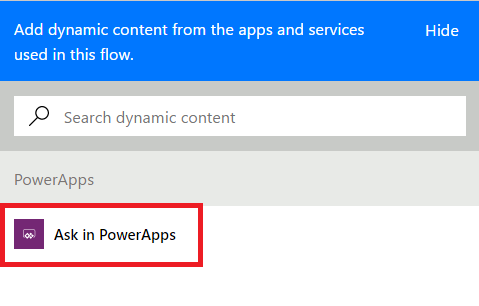 Add dynamic content from the apps and services
Hide
used in this flow.
Search dynamic content
PowerApps
Ask in PowerApps